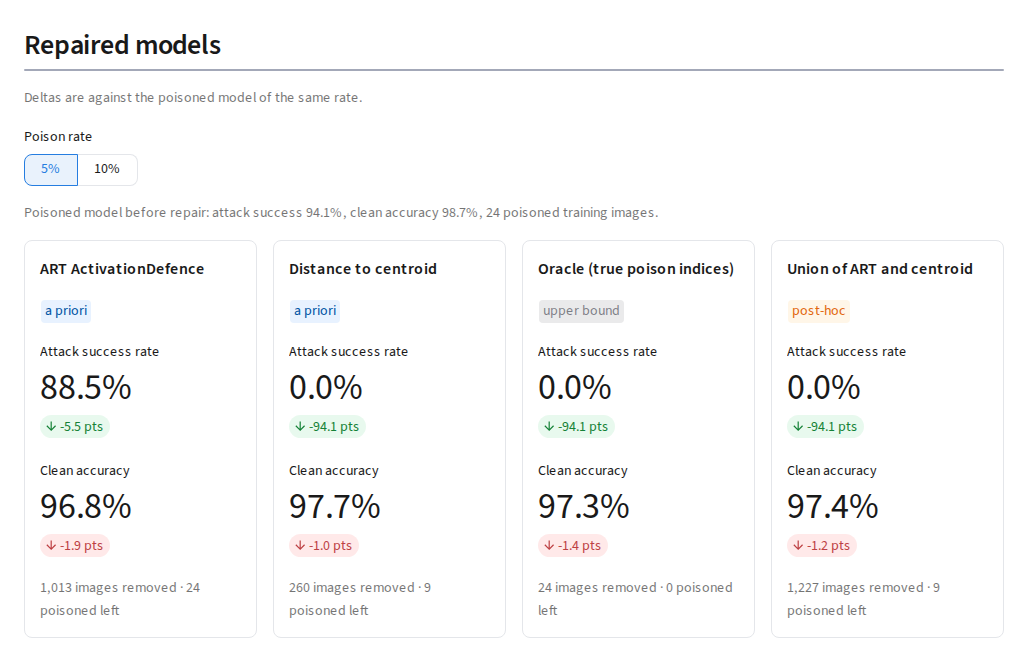 Repaired models
Deltas are against the poisoned model of the same rate.
Poison rate
5% 10%
Poisoned model before repair: attack success 94.1%, clean accuracy 98.7%, 24 poisoned training images.
ART ActivationDefence
a priori
Attack success rate
88.5%
↓ -5.5 pts
Clean accuracy
96.8%
↓ -1.9 pts
1,013 images removed · 24
poisoned left
Distance to centroid
a priori
Attack success rate
0.0%
↓ -94.1 pts
Clean accuracy
97.7%
↓ -1.0 pts
260 images removed · 9
poisoned left
Oracle (true poison indices)
upper bound
Attack success rate
0.0%
↓ -94.1 pts
Clean accuracy
97.3%
↓ -1.4 pts
24 images removed · 0 poisoned
left
Union of ART and centroid
post-hoc
Attack success rate
0.0%
↓ -94.1 pts
Clean accuracy
97.4%
↓ -1.2 pts
1,227 images removed · 9
poisoned left